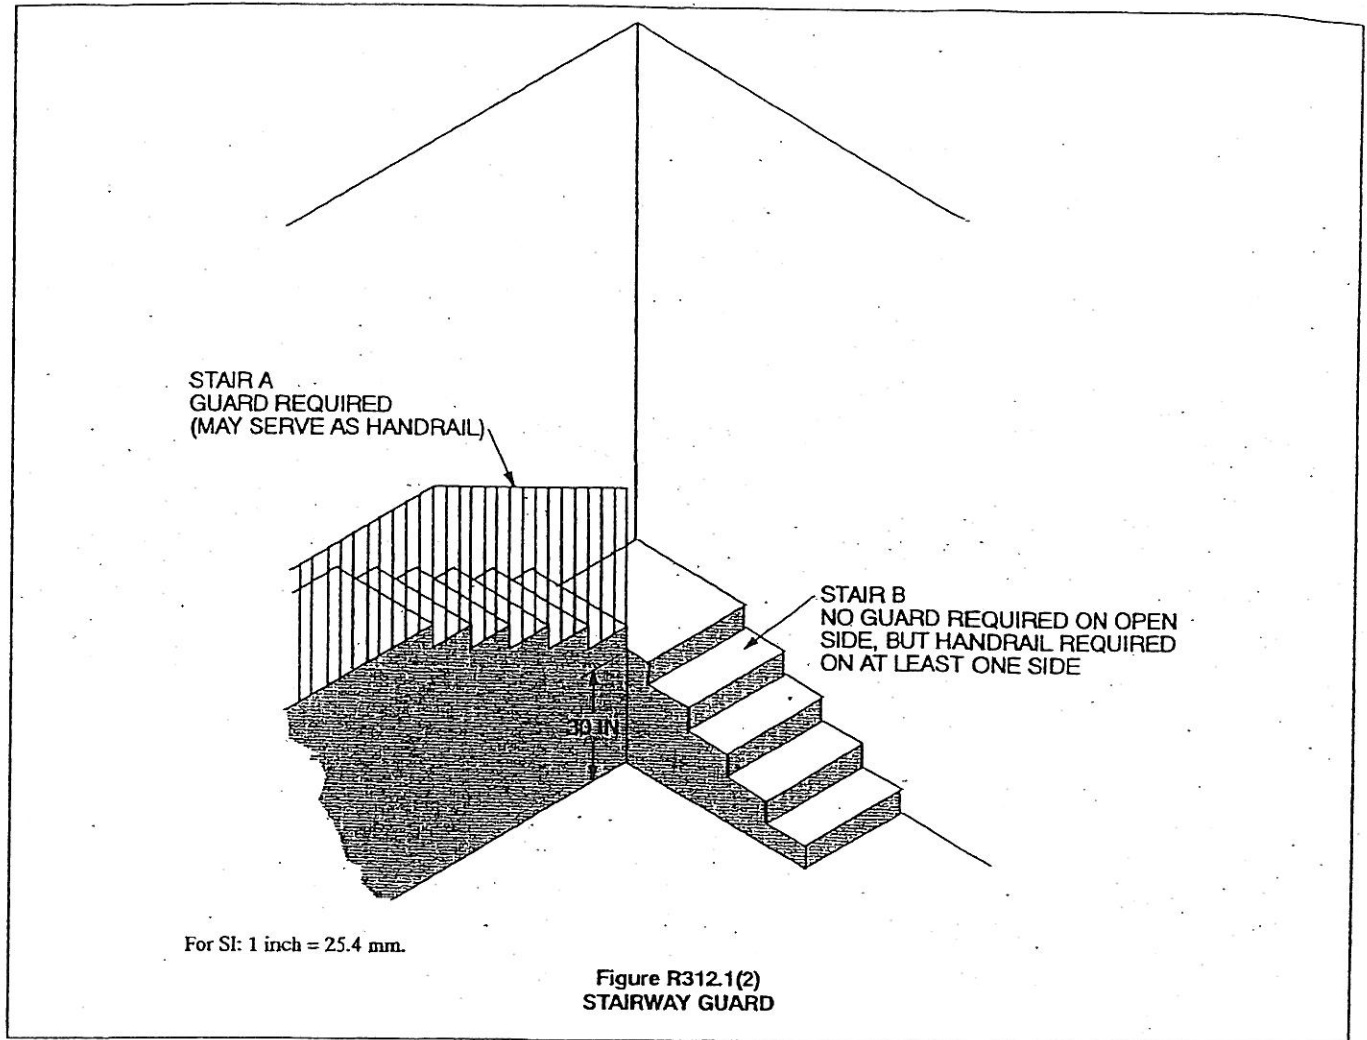 STAIR A
GUARD REQUIRED
(MAY SERVE AS HANDRAIL)
STAIR B
NO GUARD REQUIRED ON OPEN
SIDE, BUT HANDRAIL REQUIRED
ON AT LEAST ONE SIDE
30 IN
For SI: 1 inch = 25.4 mm.
Figure R312.1(2)
STAIRWAY GUARD